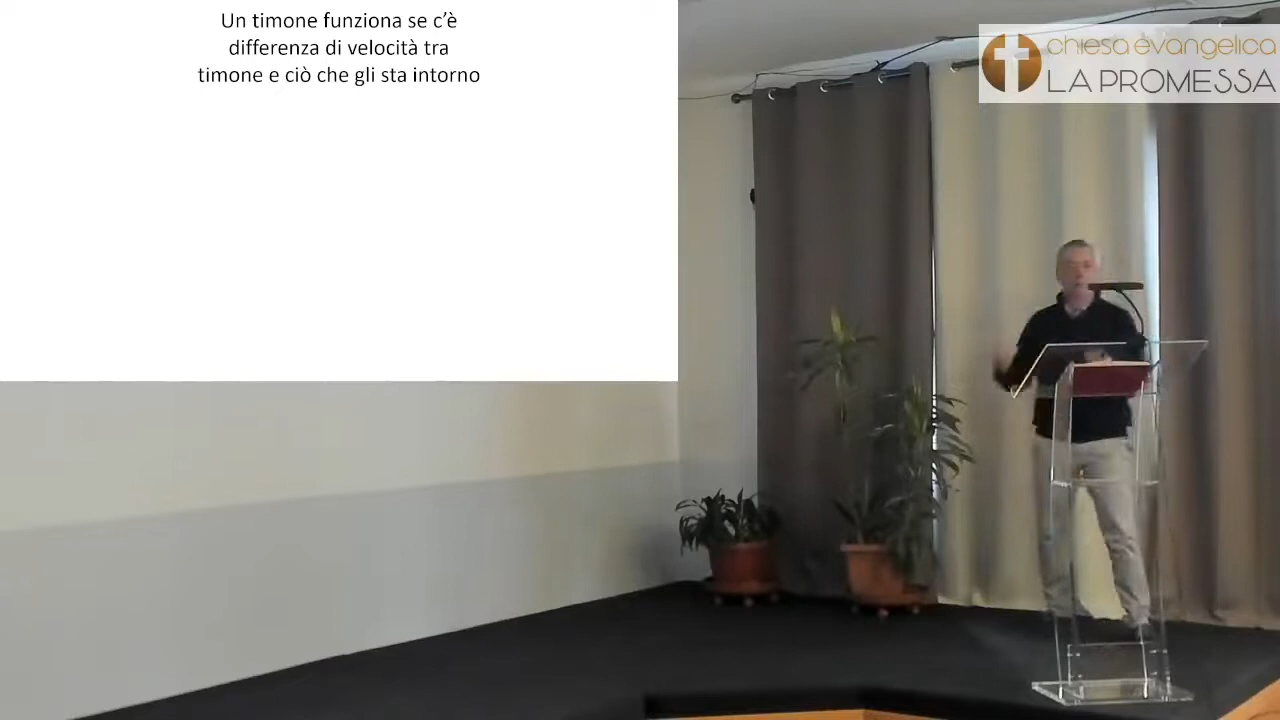 Un timone funziona se c’è
differenza di velocità tra
timone e ciò che gli sta intorno
chiesa evangelica
LA PROMESSA